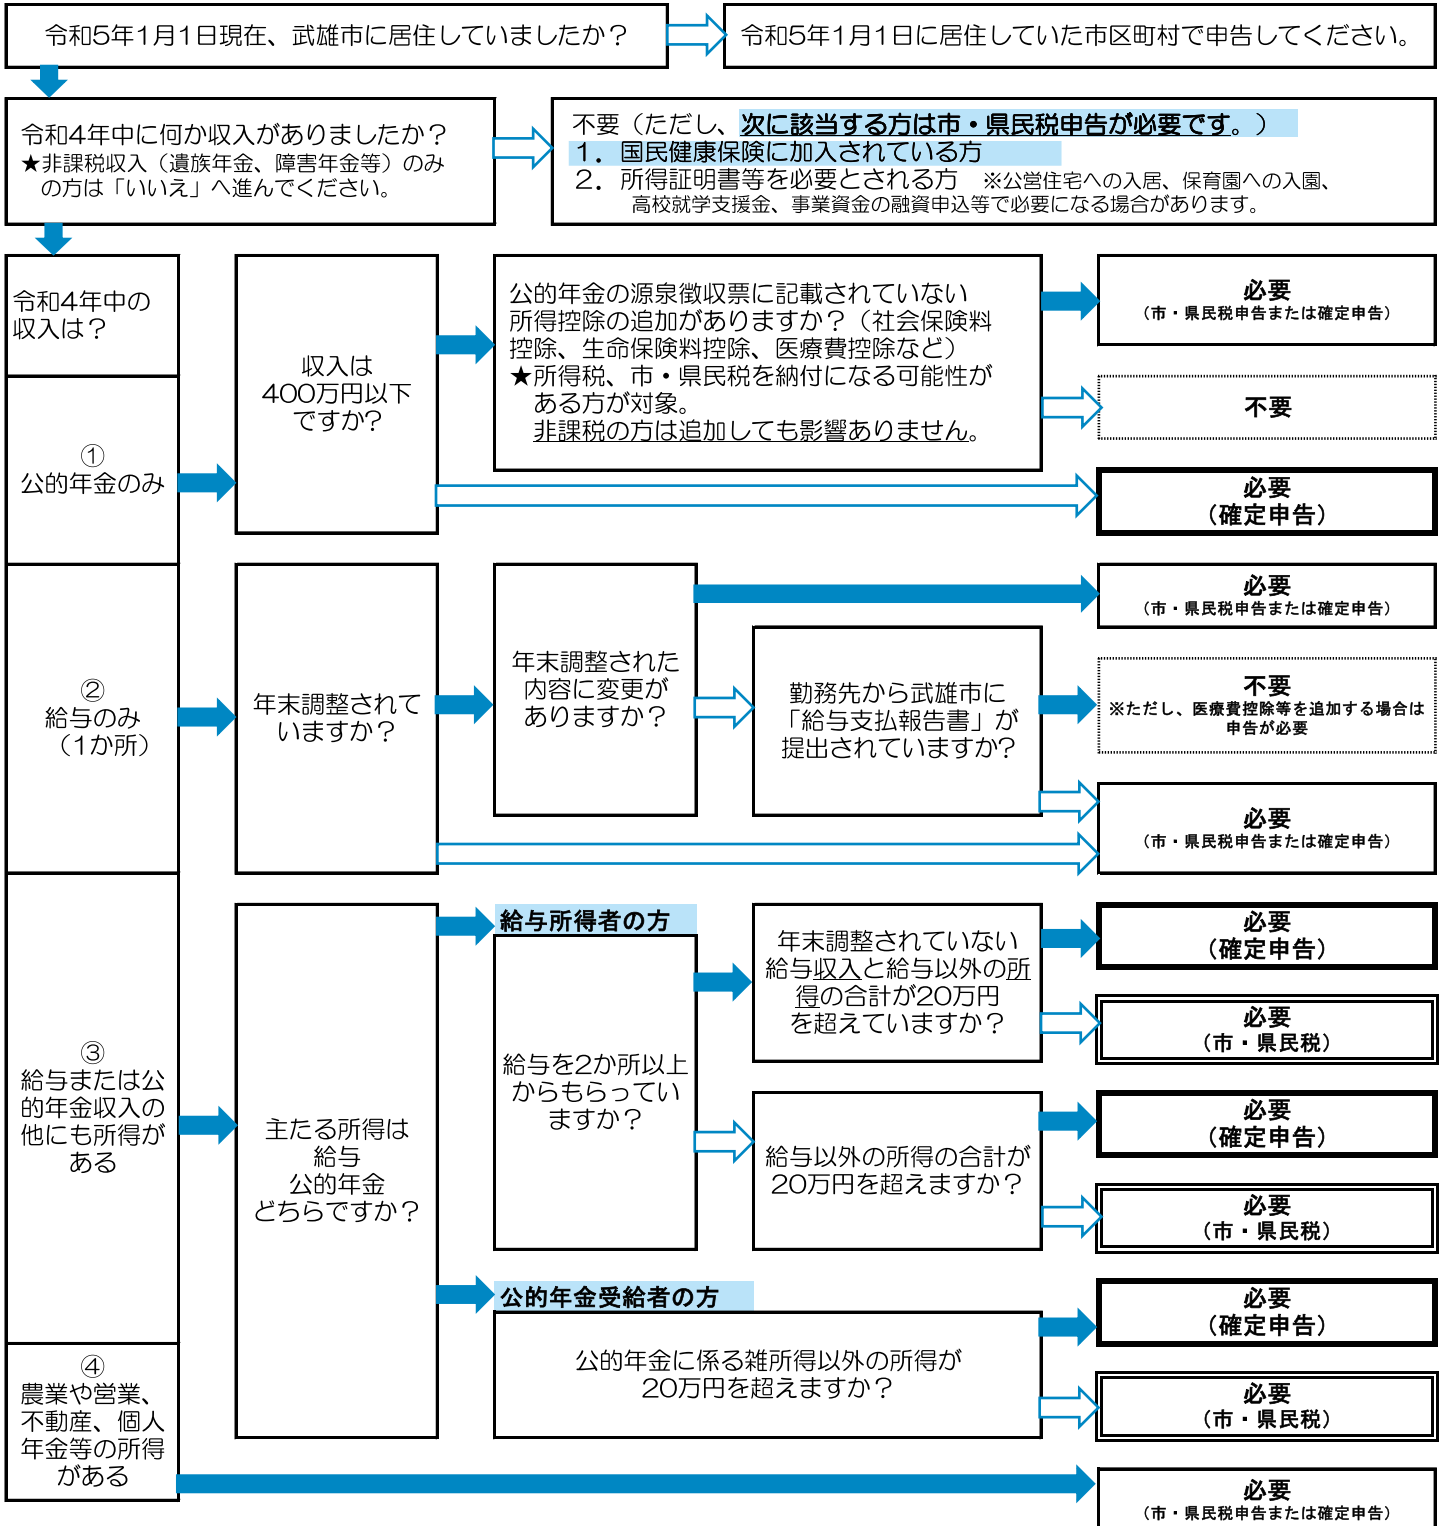 令和5年1月1日現在、武雄市に居住していましたか？
令和5年1月1日に居住していた市区町村で申告してください。
令和4年中に何か収入がありましたか？
★非課税収入（遺族年金、障害年金等）のみ
の方は「いいえ」へ進んでください。
不要（ただし、次に該当する方は市・県民税申告が必要です。）
1．国民健康保険に加入されている方
2．所得証明書等を必要とされる方　※公営住宅への入居、保育園への入園、
高校就学支援金、事業資金の融資申込等で必要になる場合があります。
令和4年中の
収入は？
①
公的年金のみ
収入は
400万円以下
ですか？
公的年金の源泉徴収票に記載されていない
所得控除の追加がありますか？（社会保険料
控除、生命保険料控除、医療費控除など）
★所得税、市・県民税を納付になる可能性が
ある方が対象。
非課税の方は追加しても影響ありません。
必要
（市・県民税申告または確定申告）
不要
必要
（確定申告）
②
給与のみ
（1か所）
年末調整されて
いますか？
年末調整された
内容に変更が
ありますか？
勤務先から武雄市に
「給与支払報告書」が
提出されていますか？
必要
（市・県民税申告または確定申告）
不要
※ただし、医療費控除等を追加する場合は
申告が必要
必要
（市・県民税申告または確定申告）
③
給与または公
的年金収入の
他にも所得が
ある
主たる所得は
給与
公的年金
どちらですか？
給与所得者の方
給与を2か所以上
からもらってい
ますか？
年末調整されていない
給与収入と給与以外の所
得の合計が20万円
を超えていますか？
必要
（確定申告）
必要
（市・県民税）
給与以外の所得の合計が
20万円を超えますか？
必要
（確定申告）
必要
（市・県民税）
公的年金受給者の方
公的年金に係る雑所得以外の所得が
20万円を超えますか？
必要
（確定申告）
必要
（市・県民税）
④
農業や営業、
不動産、個人
年金等の所得
がある
必要
（市・県民税申告または確定申告）